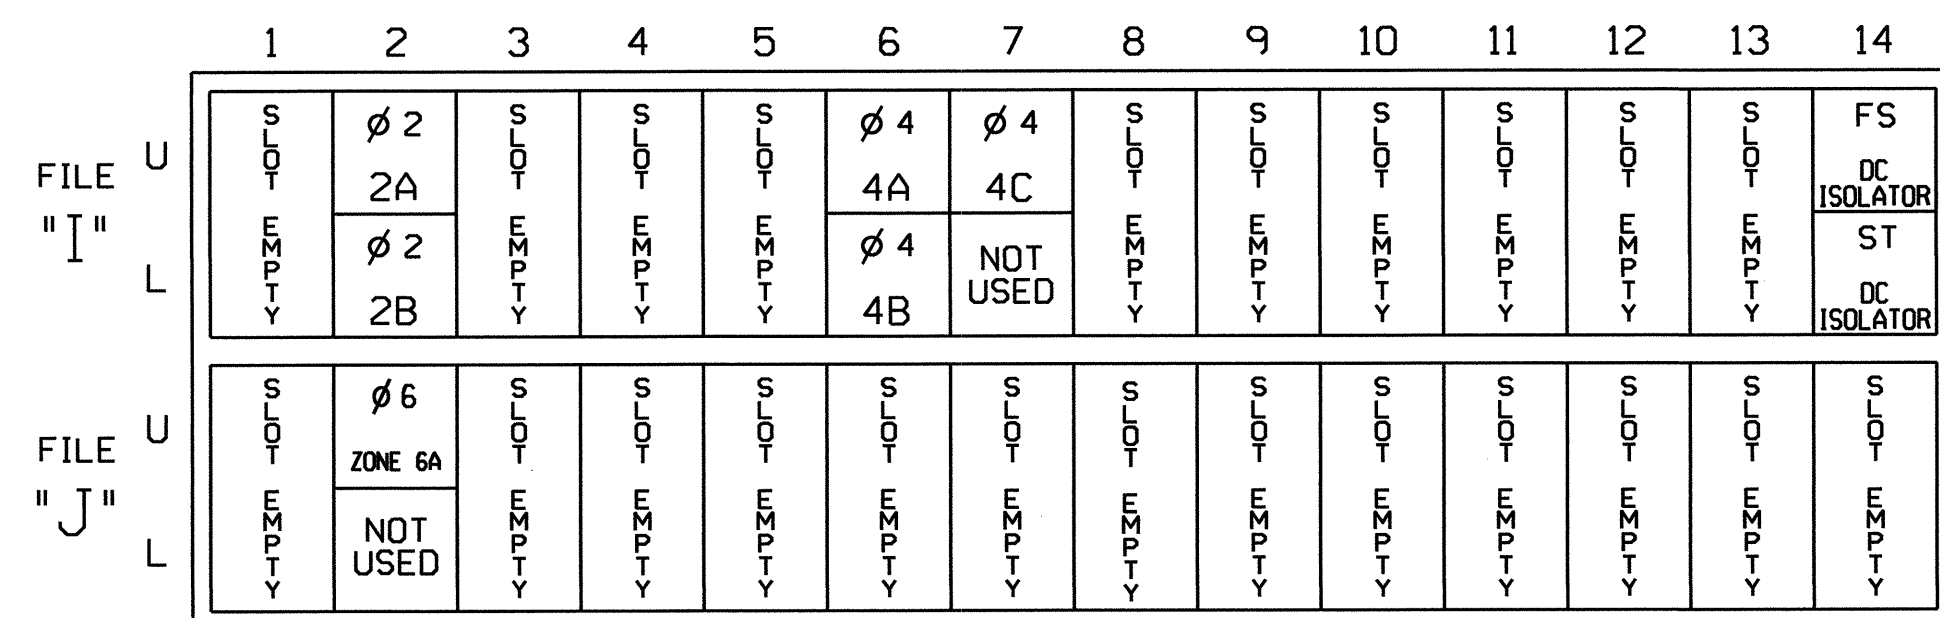 1 2 3 4 5 6 7 8 9 10 11 12 13 14
FILE "I"
U
L
SLOT EMPTY
ø 2
2A
ø 2
2B
SLOT EMPTY
SLOT EMPTY
SLOT EMPTY
ø 4
4A
ø 4
4B
ø 4
4C
NOT
USED
SLOT EMPTY
SLOT EMPTY
SLOT EMPTY
SLOT EMPTY
SLOT EMPTY
SLOT EMPTY
FS
DC
ISOLATOR
ST
DC
ISOLATOR
FILE "J"
U
L
SLOT EMPTY
ø 6
ZONE 6A
NOT
USED
SLOT EMPTY
SLOT EMPTY
SLOT EMPTY
SLOT EMPTY
SLOT EMPTY
SLOT EMPTY
SLOT EMPTY
SLOT EMPTY
SLOT EMPTY
SLOT EMPTY
SLOT EMPTY
SLOT EMPTY